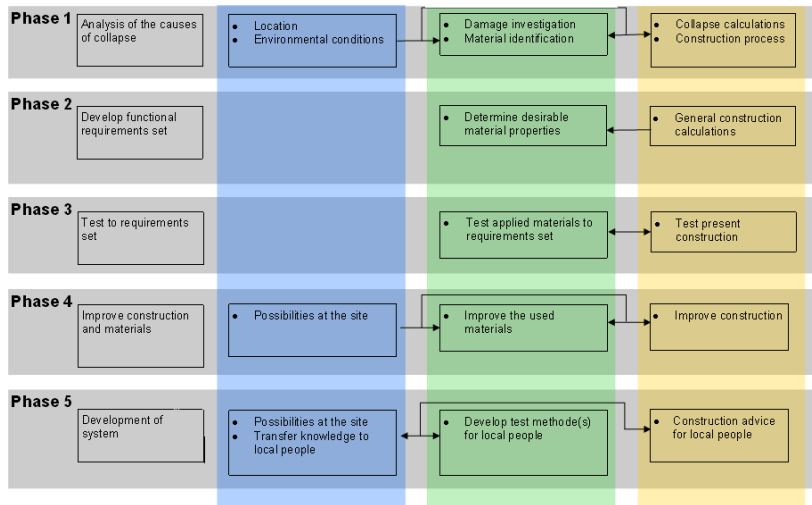 Phase 1
Analysis of the causes
of collapse
Location
Environmental conditions
Damage investigation
Material identification
Collapse calculations
Construction process
Phase 2
Develop functional
requirements set
Determine desirable
material properties
General construction
calculations
Phase 3
Test to requirements
set
Test applied materials to
requirements set
Test present
construction
Phase 4
Improve construction
and materials
Possibilities at the site
Improve the used
materials
Improve construction
Phase 5
Development of
system
Possibilities at the site
Transfer knowledge to
local people
Develop test methode(s)
for local people
Construction advice
for local people